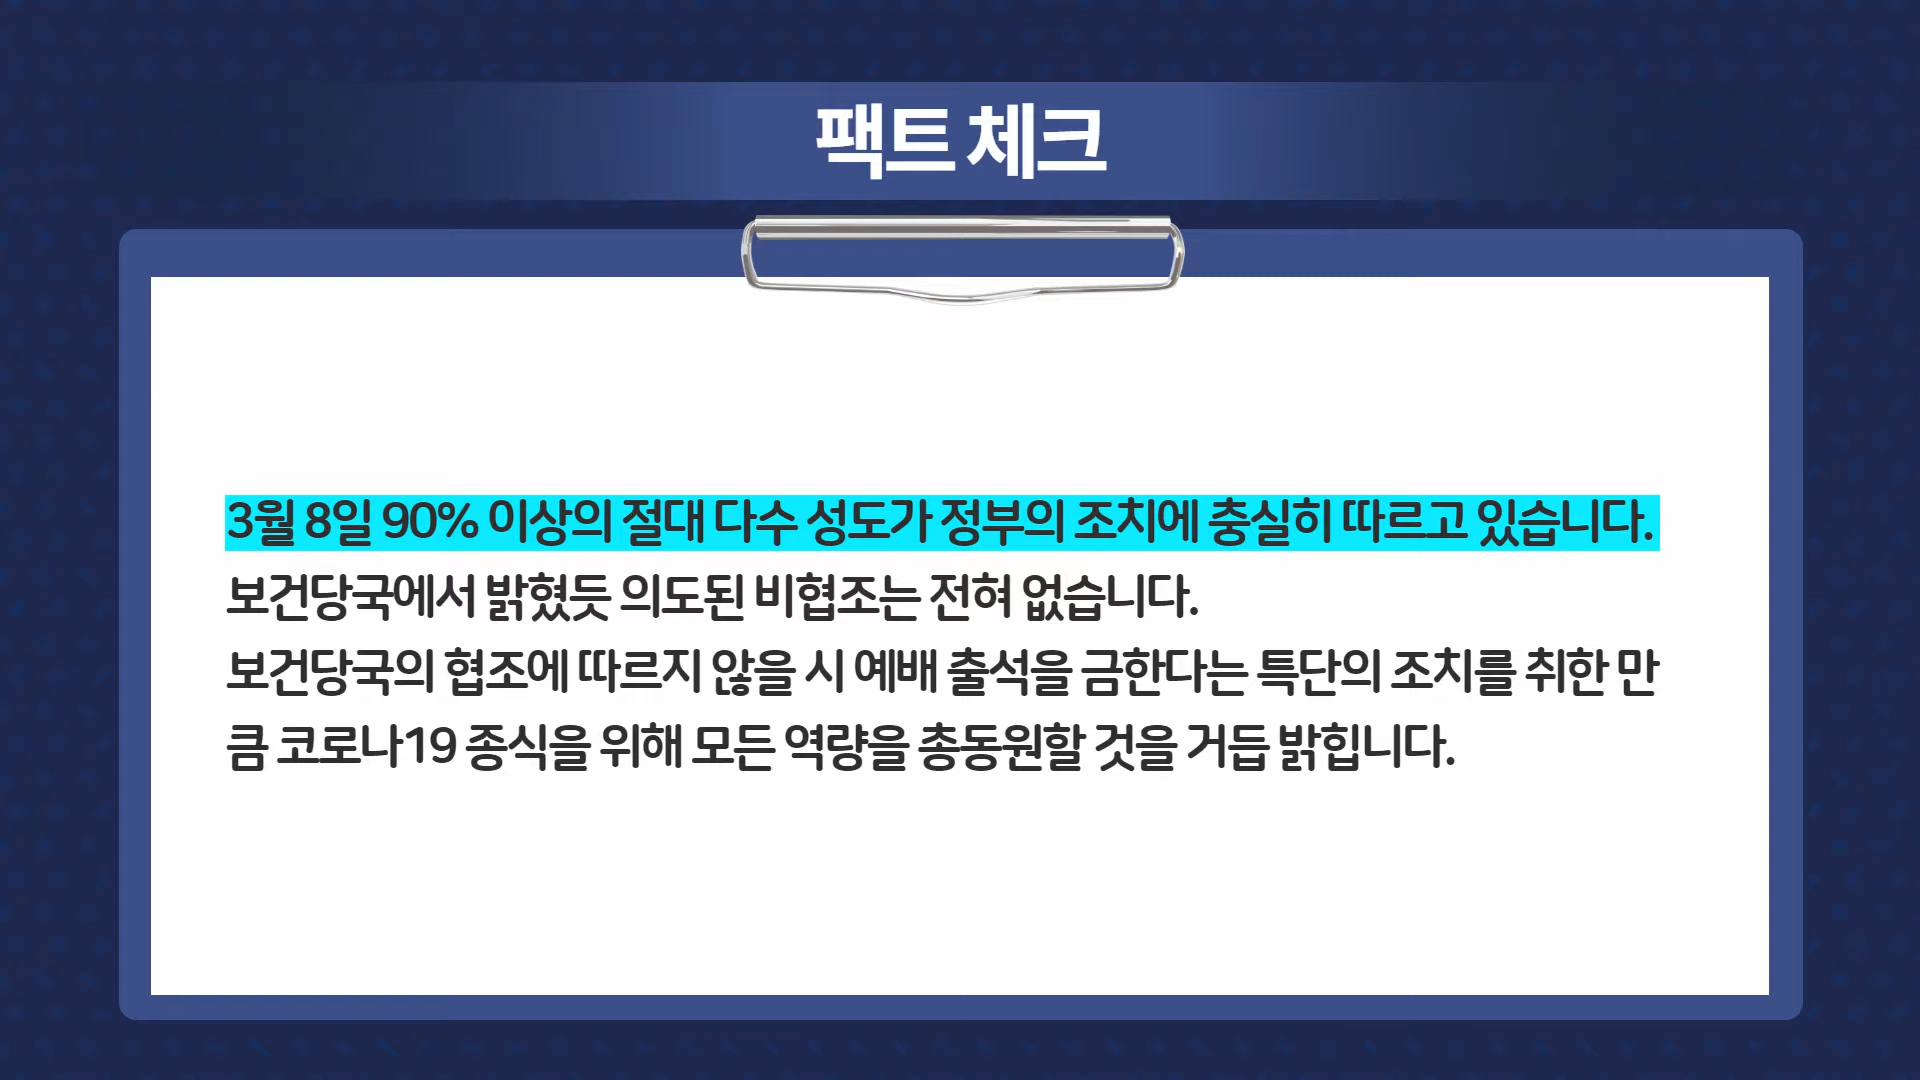 팩트 체크
3월 8일 90% 이상의 절대 다수 성도가 정부의 조치에 충실히 따르고 있습니다.
보건당국에서 밝혔듯 의도된 비협조는 전혀 없습니다.
보건당국의 협조에 따르지 않을 시 예배 출석을 금한다는 특단의 조치를 취한 만
큼 코로나19 종식을 위해 모든 역량을 총동원할 것을 거듭 밝힙니다.